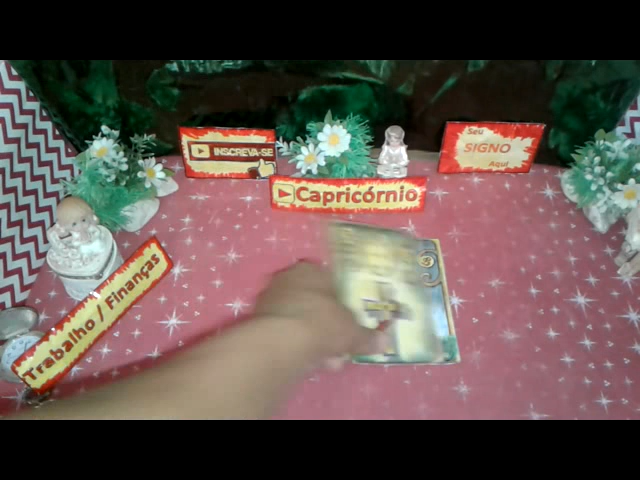 INSCREVA-SE
Seu
SIGNO
Aqui
Capricórnio
Trabalho / Finanças